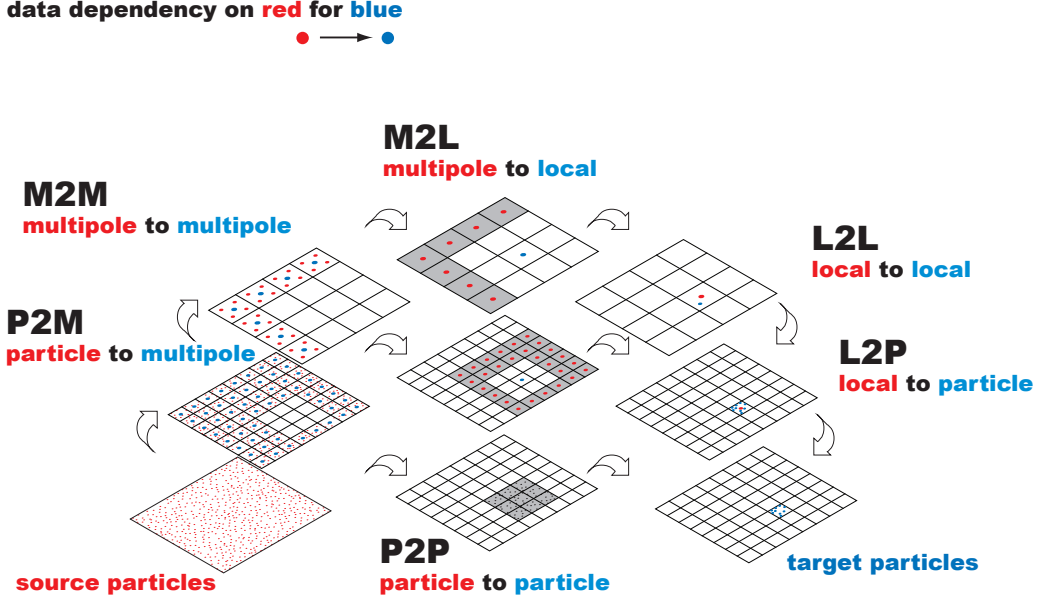 data dependency on red for blue
M2L
multipole to local
M2M
multipole to multipole
L2L
local to local
P2M
particle to multipole
L2P
local to particle
P2P
particle to particle
target particles
source particles